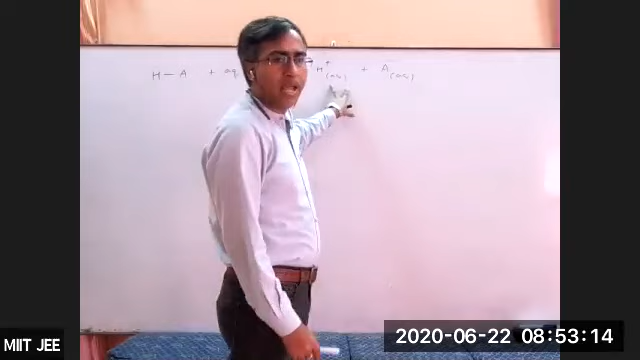 H — A + aq H⁺(aq) + A⁻(aq)
MIIT JEE
2020-06-22 08:53:14